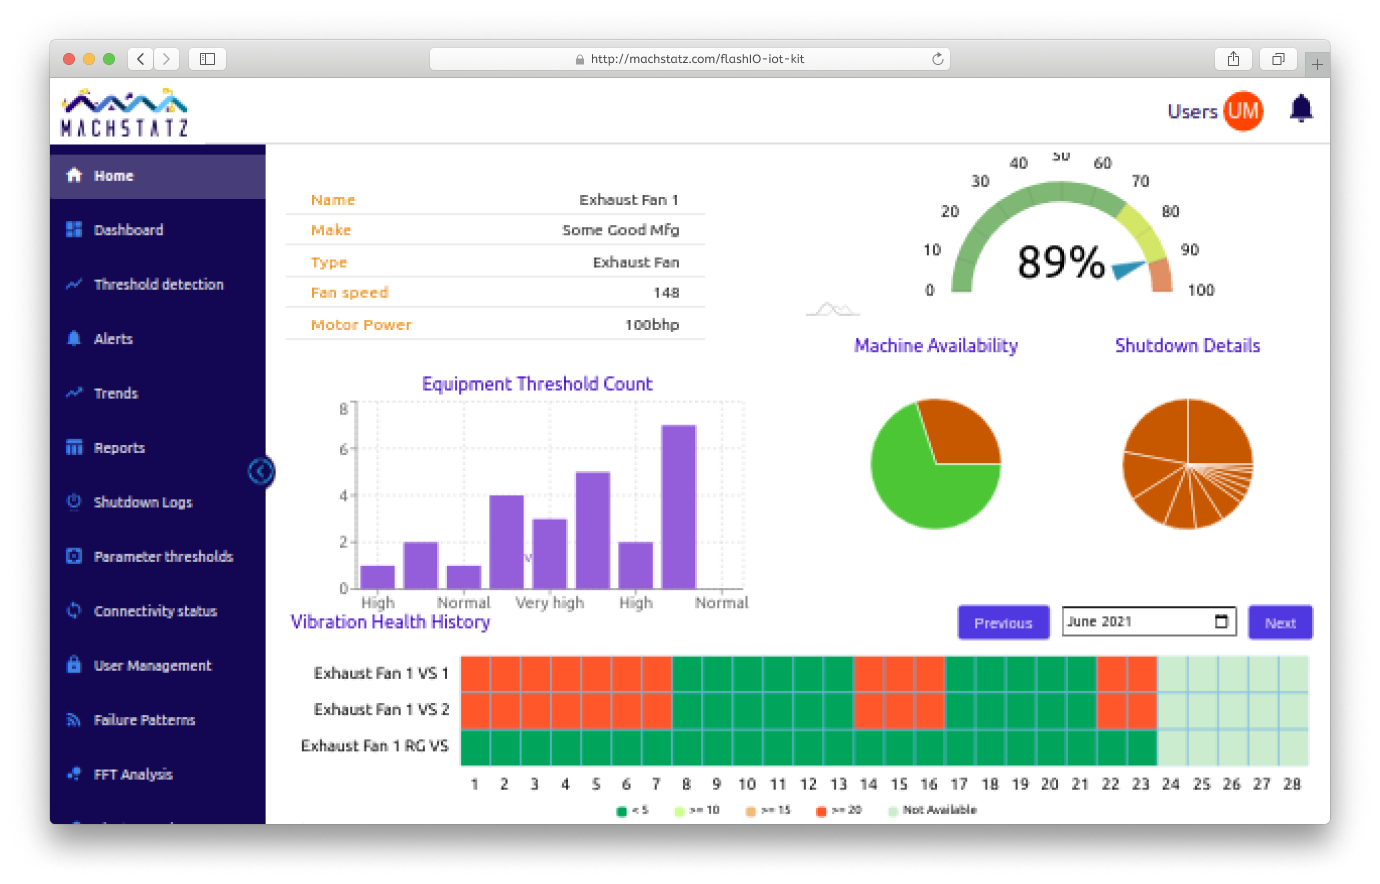 http://machstatz.com/flashIO-iot-kit
MACHSTATZ
Users UM
Home
Dashboard
Threshold detection
Alerts
Trends
Reports
Shutdown Logs
Parameter thresholds
Connectivity status
User Management
Failure Patterns
FFT Analysis
Name Exhaust Fan 1
Make Some Good Mfg
Type Exhaust Fan
Fan speed 148
Motor Power 100bhp
0 10 20 30 40 50 60 70 80 90 100
89%
Machine Availability
Shutdown Details
Equipment Threshold Count
8
6
4
2
0
High Normal Very high High Normal
Vibration Health History
Previous June 2021 Next
Exhaust Fan 1 VS 1
Exhaust Fan 1 VS 2
Exhaust Fan 1 RG VS
1 2 3 4 5 6 7 8 9 10 11 12 13 14 15 16 17 18 19 20 21 22 23 24 25 26 27 28
< 5 >= 10 >= 15 >= 20 Not Available